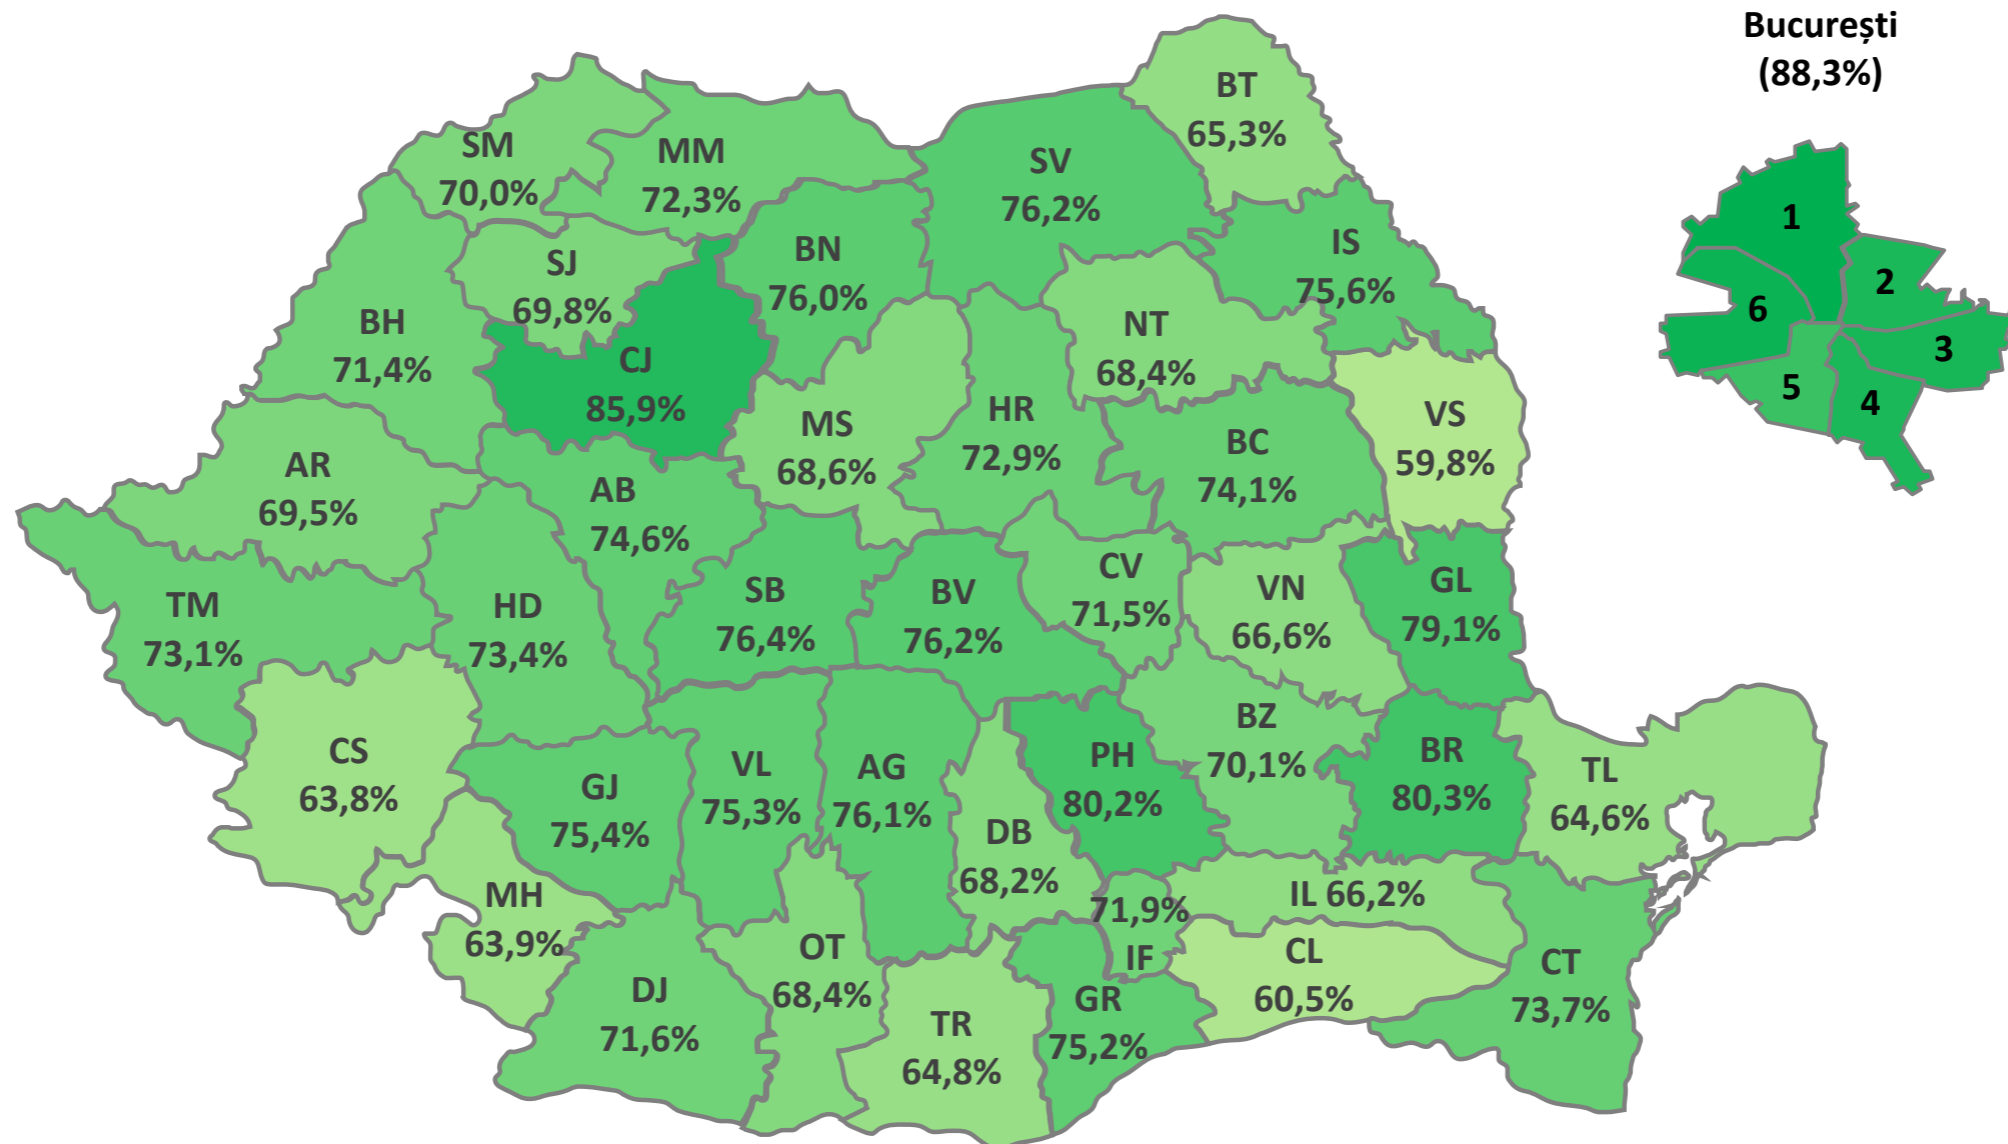 București
(88,3%)
BT
65,3%
SM
70,0%
MM
72,3%
SV
76,2%
1
IS
75,6%
BN
76,0%
SJ
69,8%
2
6
BH
71,4%
NT
68,4%
3
CJ
85,9%
5
4
HR
72,9%
VS
59,8%
MS
68,6%
BC
74,1%
AR
69,5%
AB
74,6%
CV
71,5%
GL
79,1%
VN
66,6%
SB
76,4%
BV
76,2%
TM
73,1%
HD
73,4%
BZ
70,1%
CS
63,8%
BR
80,3%
PH
80,2%
VL
75,3%
AG
76,1%
TL
64,6%
GJ
75,4%
DB
68,2%
MH
63,9%
IL 66,2%
71,9%
IF
OT
68,4%
CL
60,5%
CT
73,7%
DJ
71,6%
GR
75,2%
TR
64,8%